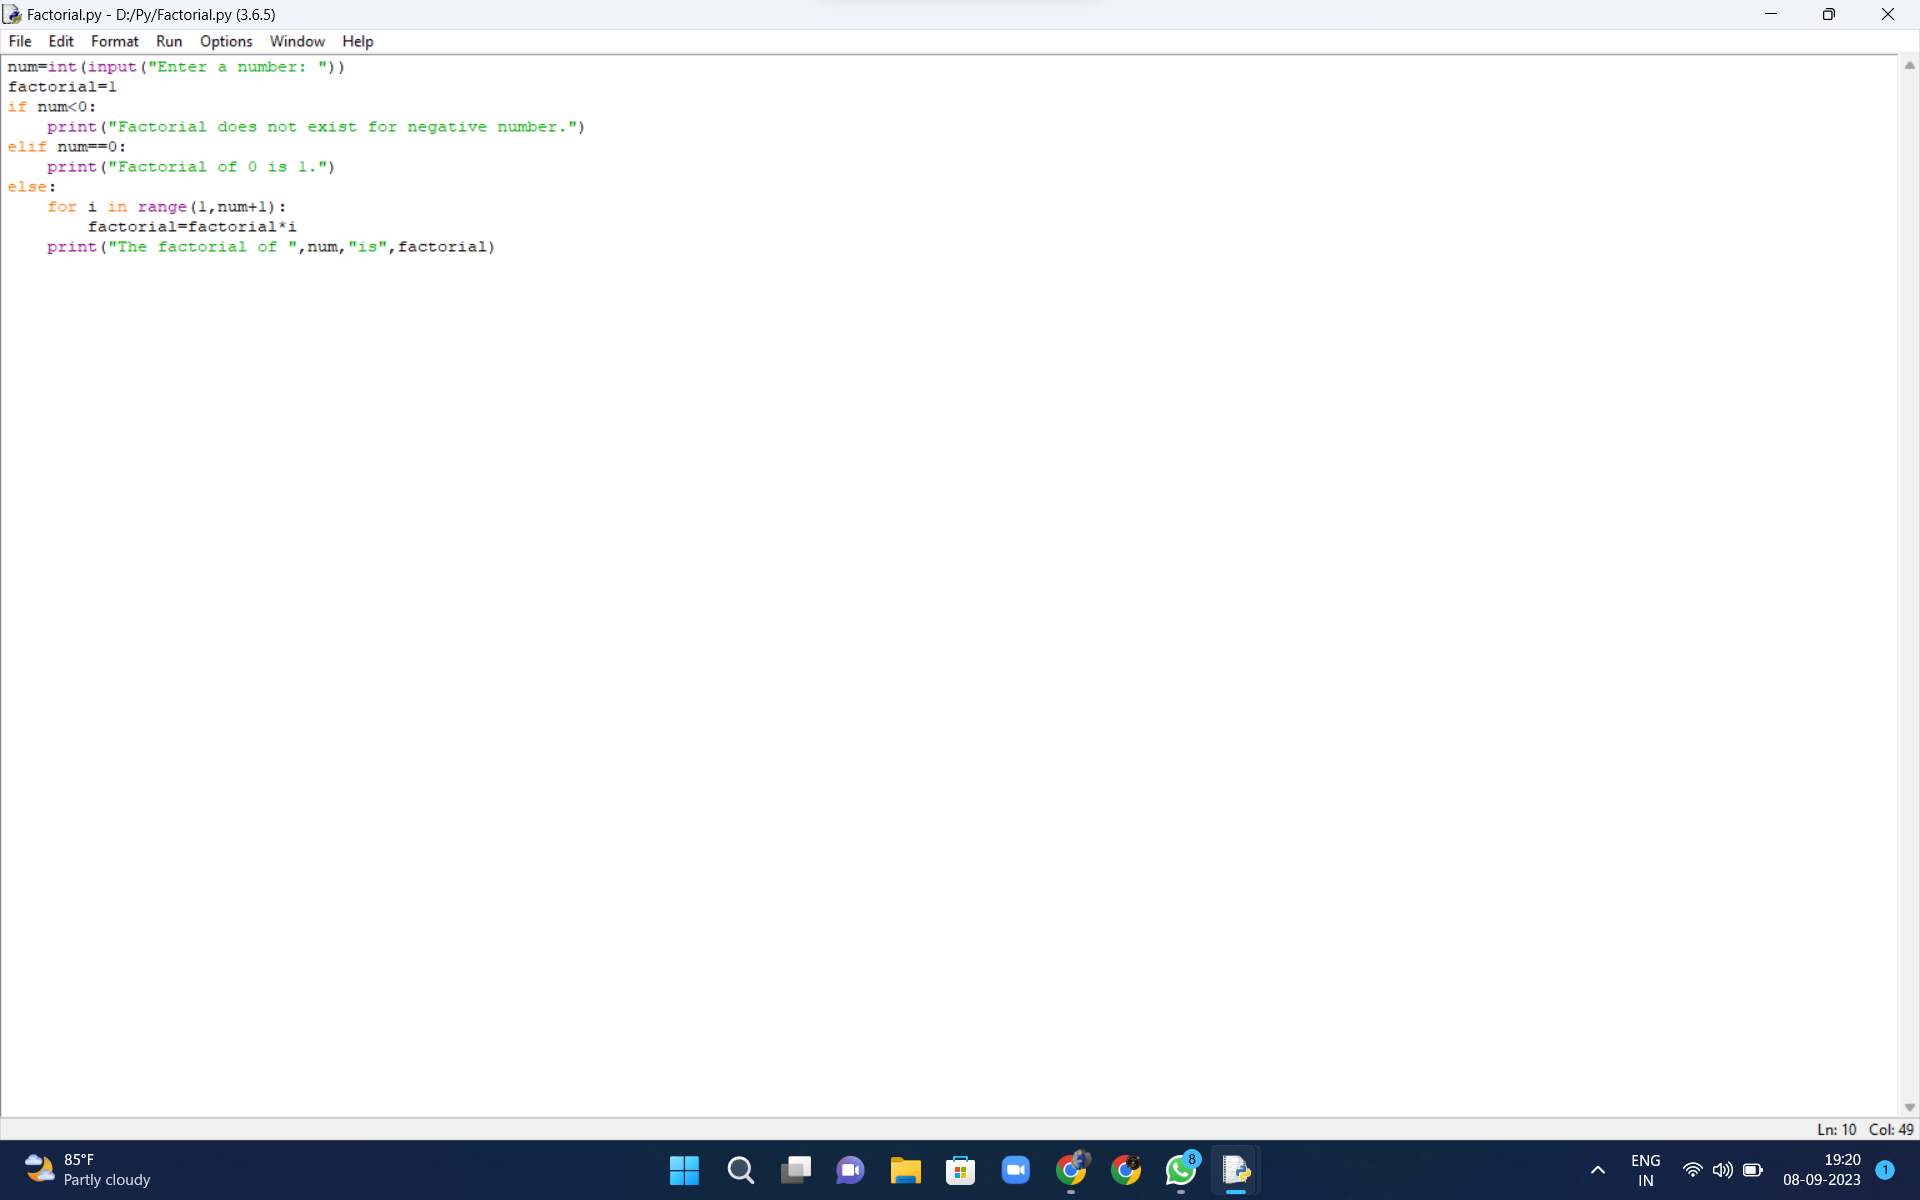 Factorial.py - D:/Py/Factorial.py (3.6.5)
File Edit Format Run Options Window Help
num=int(input("Enter a number: "))
factorial=1
if num<0:
    print("Factorial does not exist for negative number.")
elif num==0:
    print("Factorial of 0 is 1.")
else:
    for i in range(1,num+1):
        factorial=factorial*i
    print("The factorial of ",num,"is",factorial)
Ln: 10 Col: 49
85°F
Partly cloudy
8
ENG
IN
19:20
08-09-2023
1